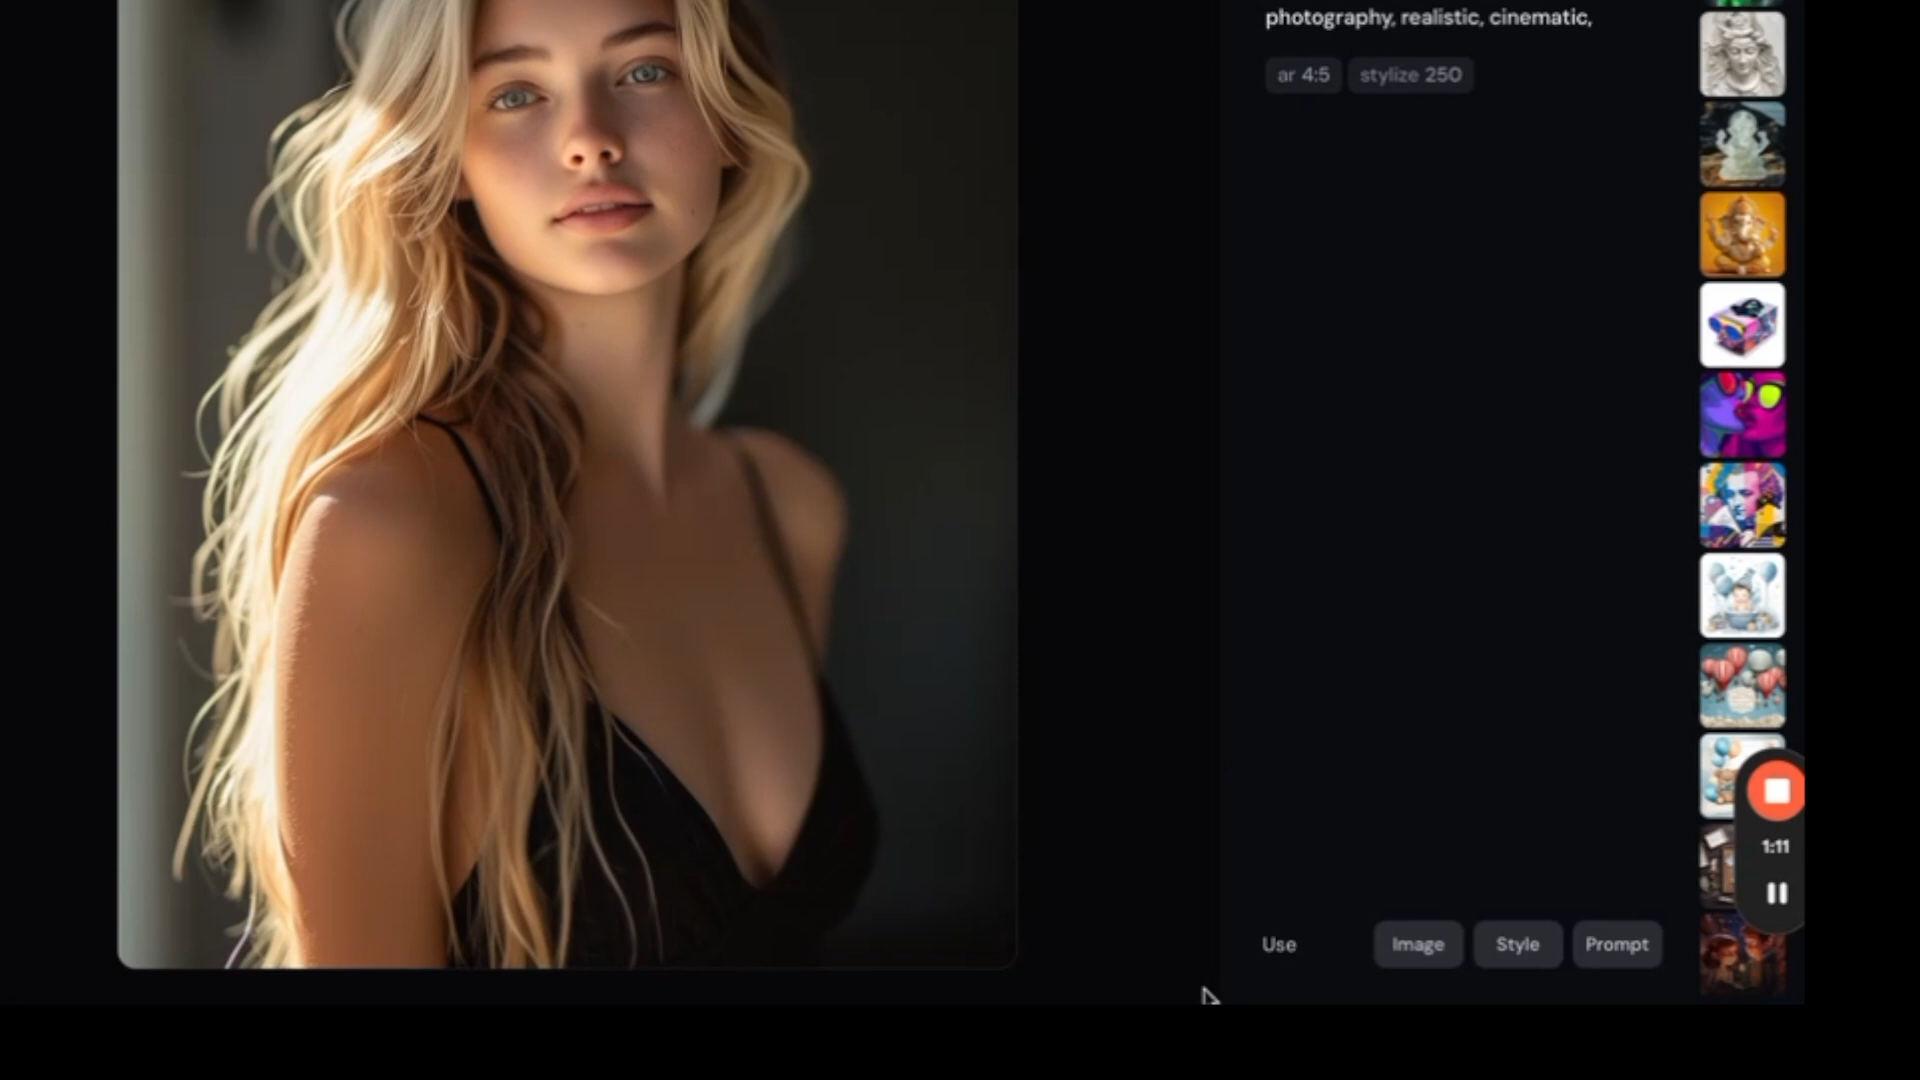 photography, realistic, cinematic,
ar 4:5 stylize 250
1:11
Use Image Style Prompt